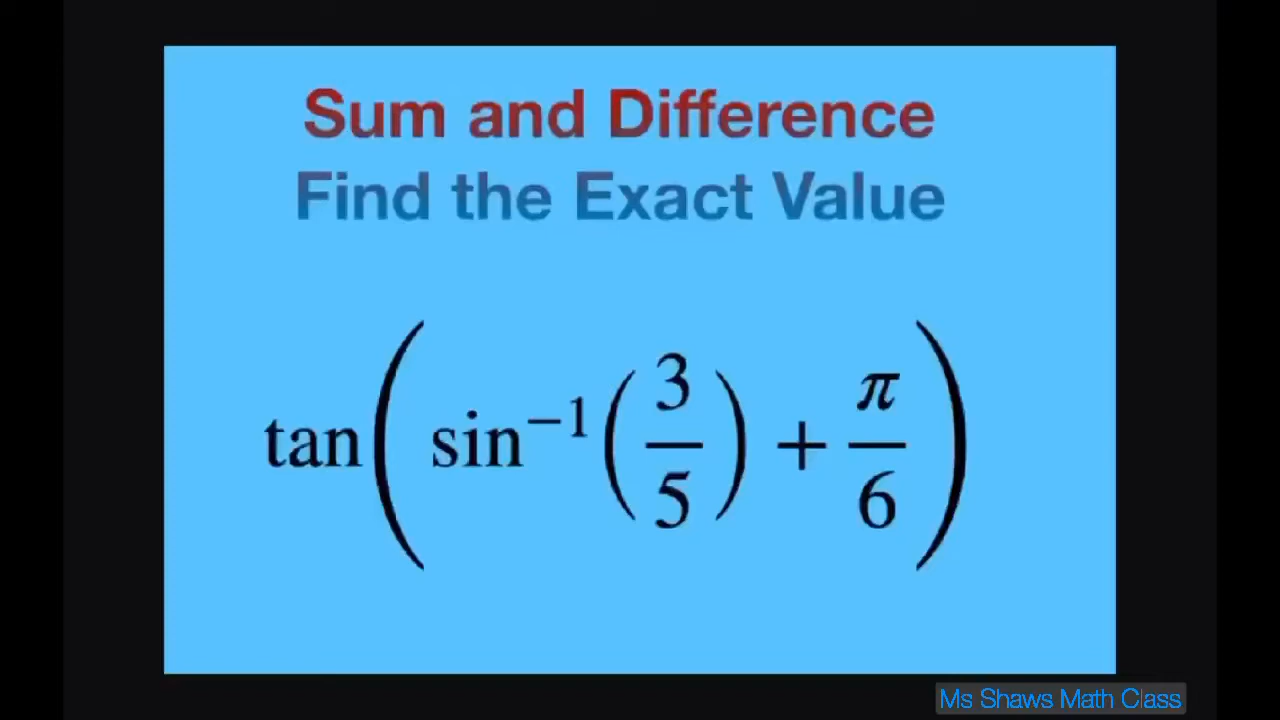 Sum and Difference
Find the Exact Value
tan( sin⁻¹(3/5) + π/6 )
Ms Shaws Math Class